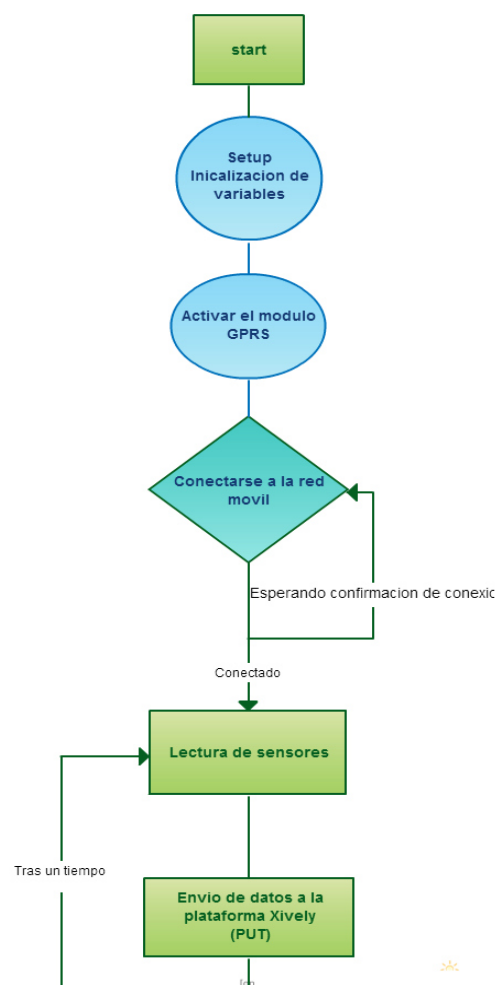 start
Setup
Inicalizacion de
variables
Activar el modulo
GPRS
Conectarse a la red
movil
Esperando confirmacion de conexic
Conectado
Lectura de sensores
Tras un tiempo
Envio de datos a la
plataforma Xively
(PUT)